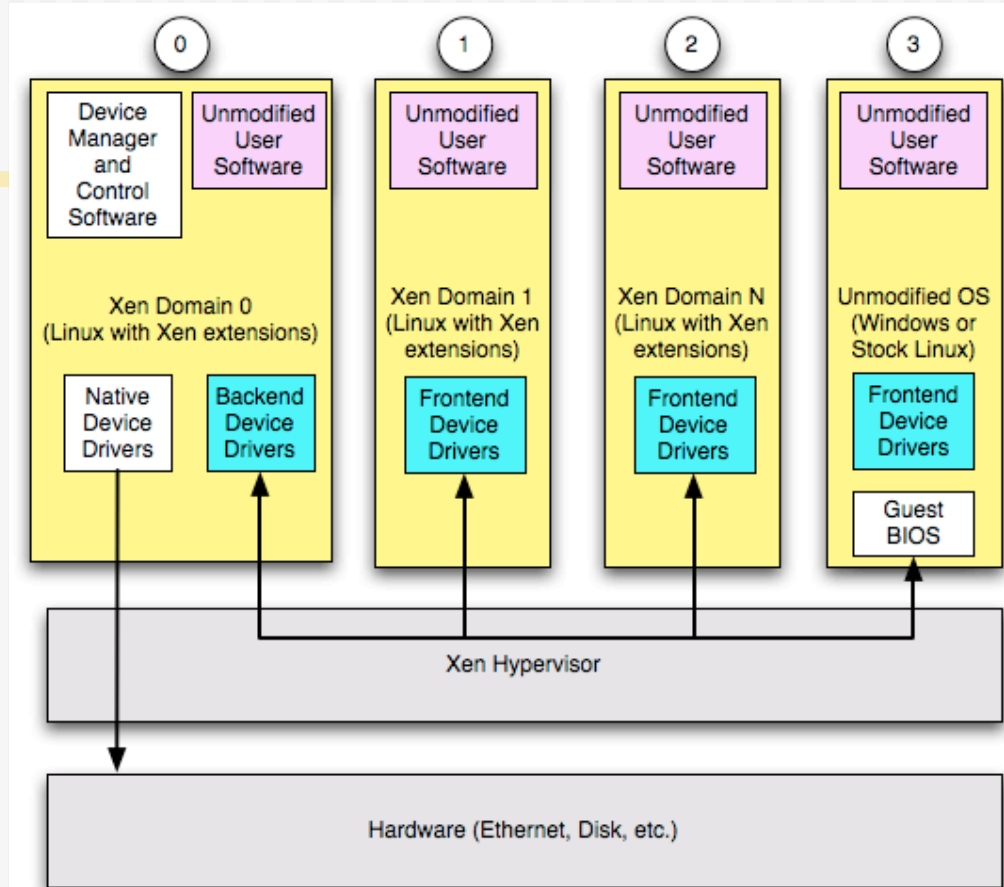 0
1
2
3
Device
Manager
and
Control
Software
Unmodified
User
Software
Xen Domain 0
(Linux with Xen extensions)
Native
Device
Drivers
Backend
Device
Drivers
Unmodified
User
Software
Xen Domain 1
(Linux with Xen
extensions)
Frontend
Device
Drivers
Unmodified
User
Software
Xen Domain N
(Linux with Xen
extensions)
Frontend
Device
Drivers
Unmodified
User
Software
Unmodified OS
(Windows or
Stock Linux)
Frontend
Device
Drivers
Guest
BIOS
Xen Hypervisor
Hardware (Ethernet, Disk, etc.)